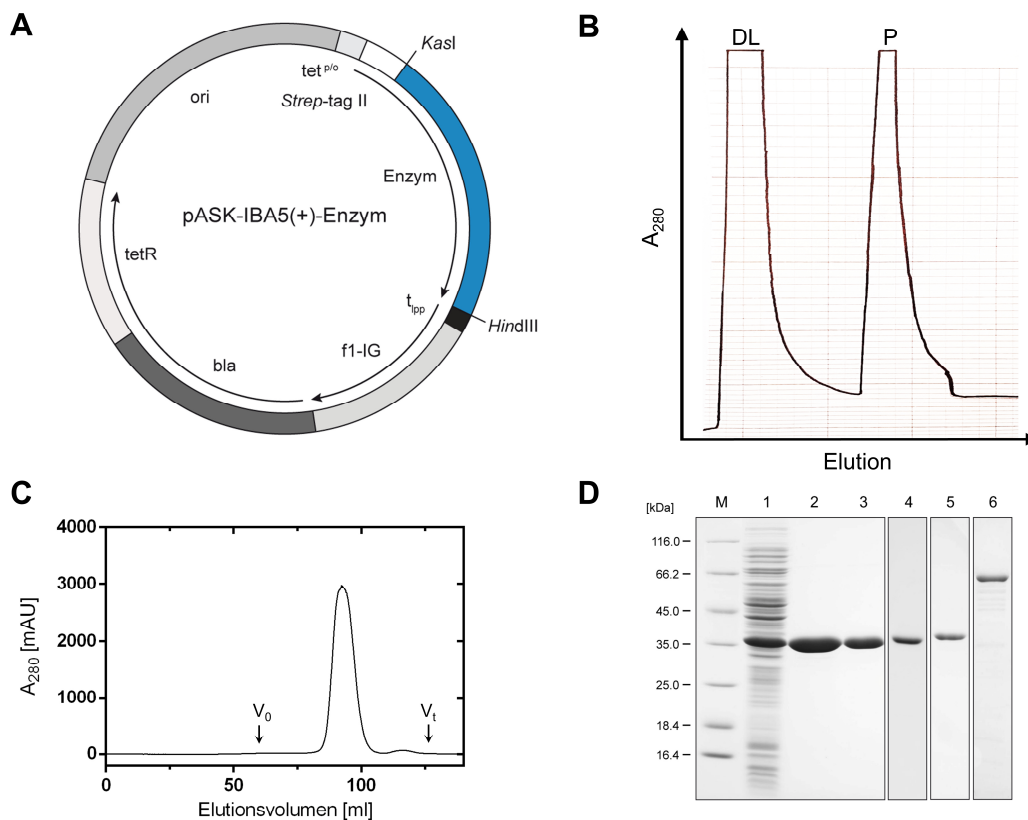 A
KasI
tet p/o
Strep-tag II
ori
Enzym
pASK-IBA5(+)-Enzym
tetR
tlpp
HindIII
f1-IG
bla
B
DL
P
A280
Elution
C
4000
3000
2000
1000
0
A280 [mAU]
V0
Vt
0
50
100
Elutionsvolumen [ml]
D
[kDa] M 1 2 3 4 5 6
116.0
66.2
45.0
35.0
25.0
18.4
16.4